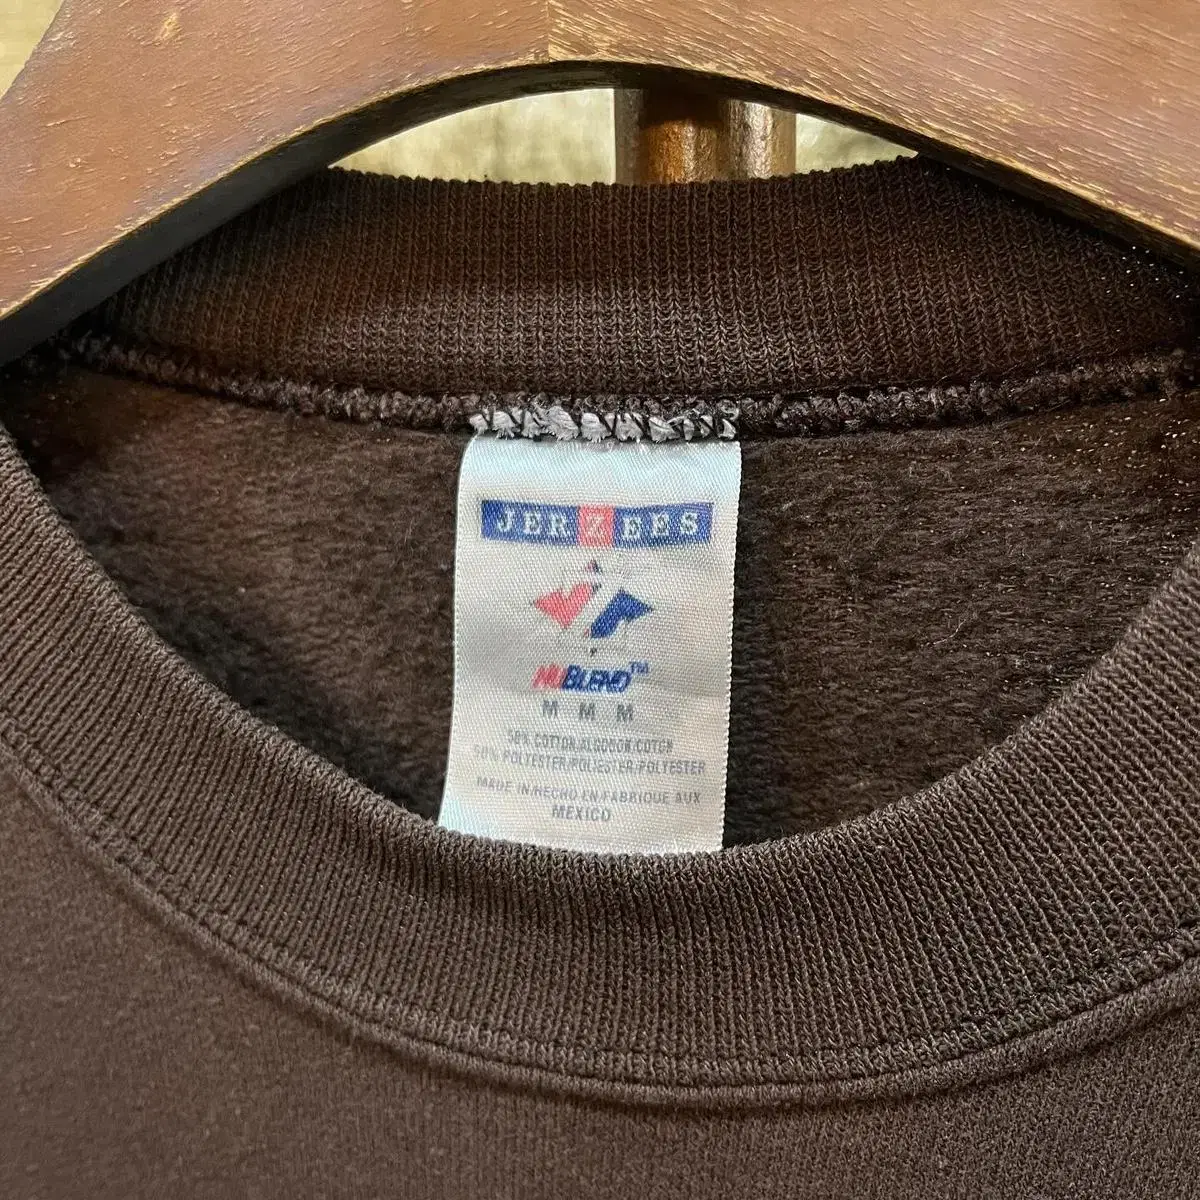 JERZEES
NUBLEND™
M M M
50% COTTON/ALGODON/COTON
50% POLYESTER/POLIESTER/POLYESTER
MADE IN/HECHO EN/FABRIQUE AUX
MEXICO